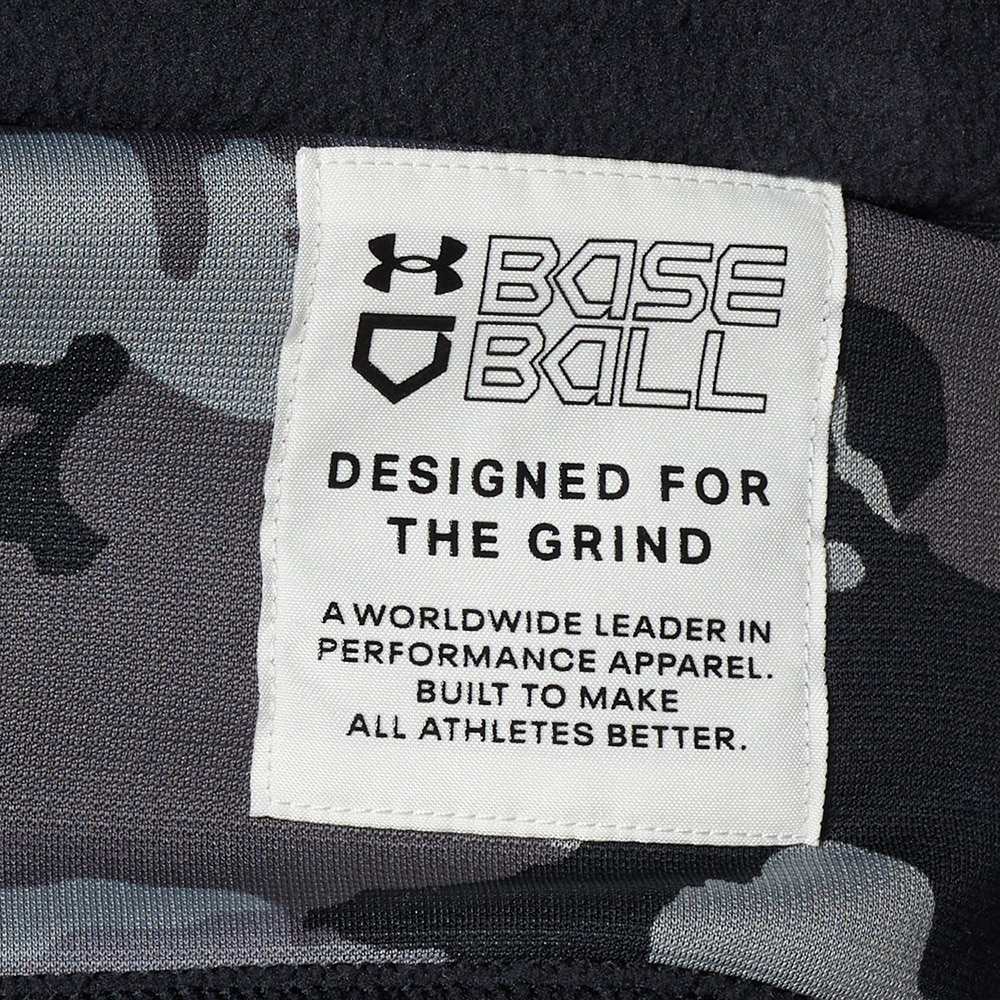 BASE
BALL
DESIGNED FOR
THE GRIND
A WORLDWIDE LEADER IN
PERFORMANCE APPAREL.
BUILT TO MAKE
ALL ATHLETES BETTER.